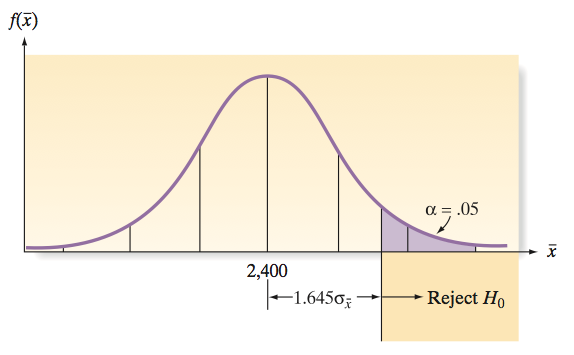 f(x̄)
α = .05
x̄
2,400
1.645σx̄
Reject H₀